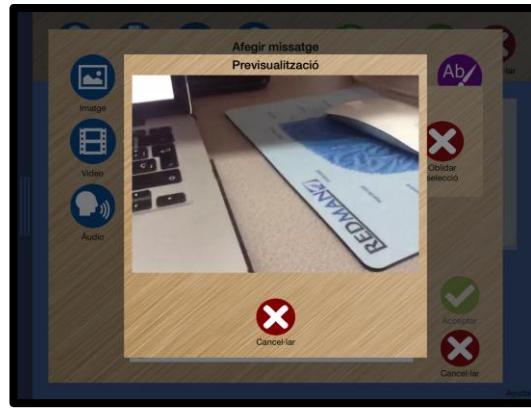 Afegir missatge
Previsualització
Imatge
Vídeo
Àudio
Ab
Oblidar
selecció
REDMAN
Acceptar
Cancel·lar
Cancel·lar